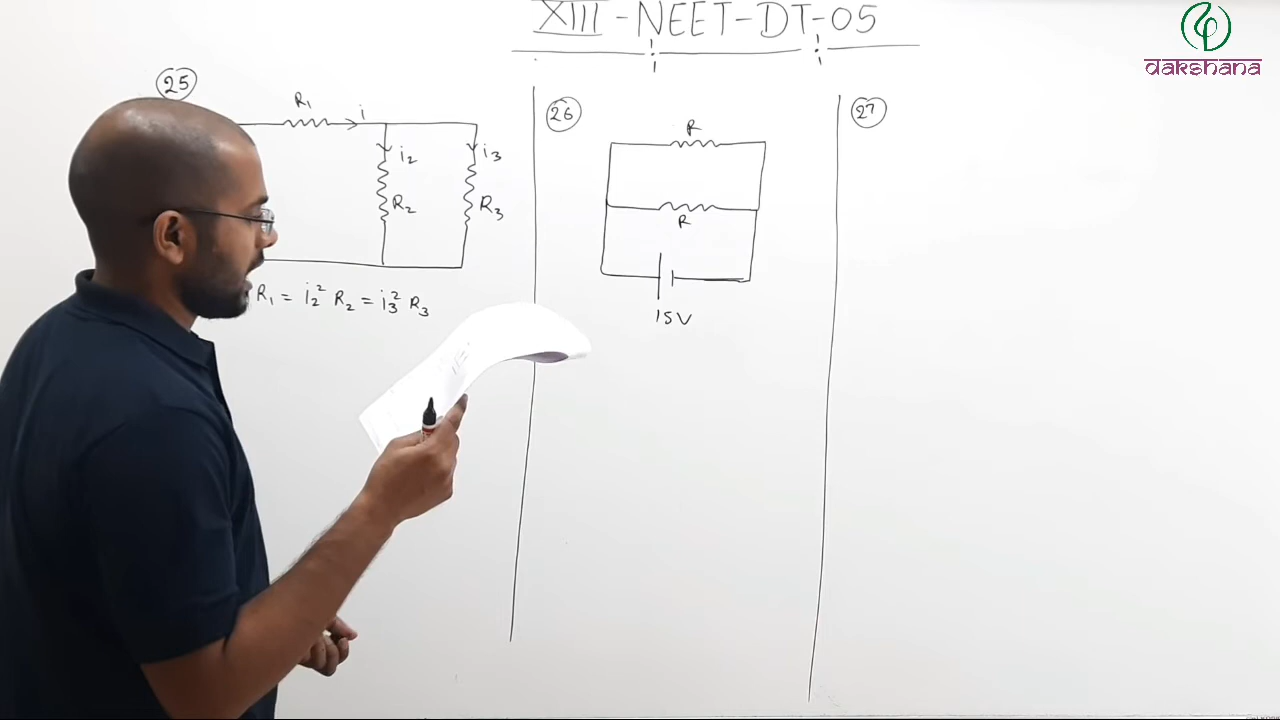 XIII - NEET - DT - 05
dakshana
25
R₁
i
i₂
i₃
R₂
R₃
R₁ = i₂² R₂ = i₃² R₃
26
R
R
15V
27